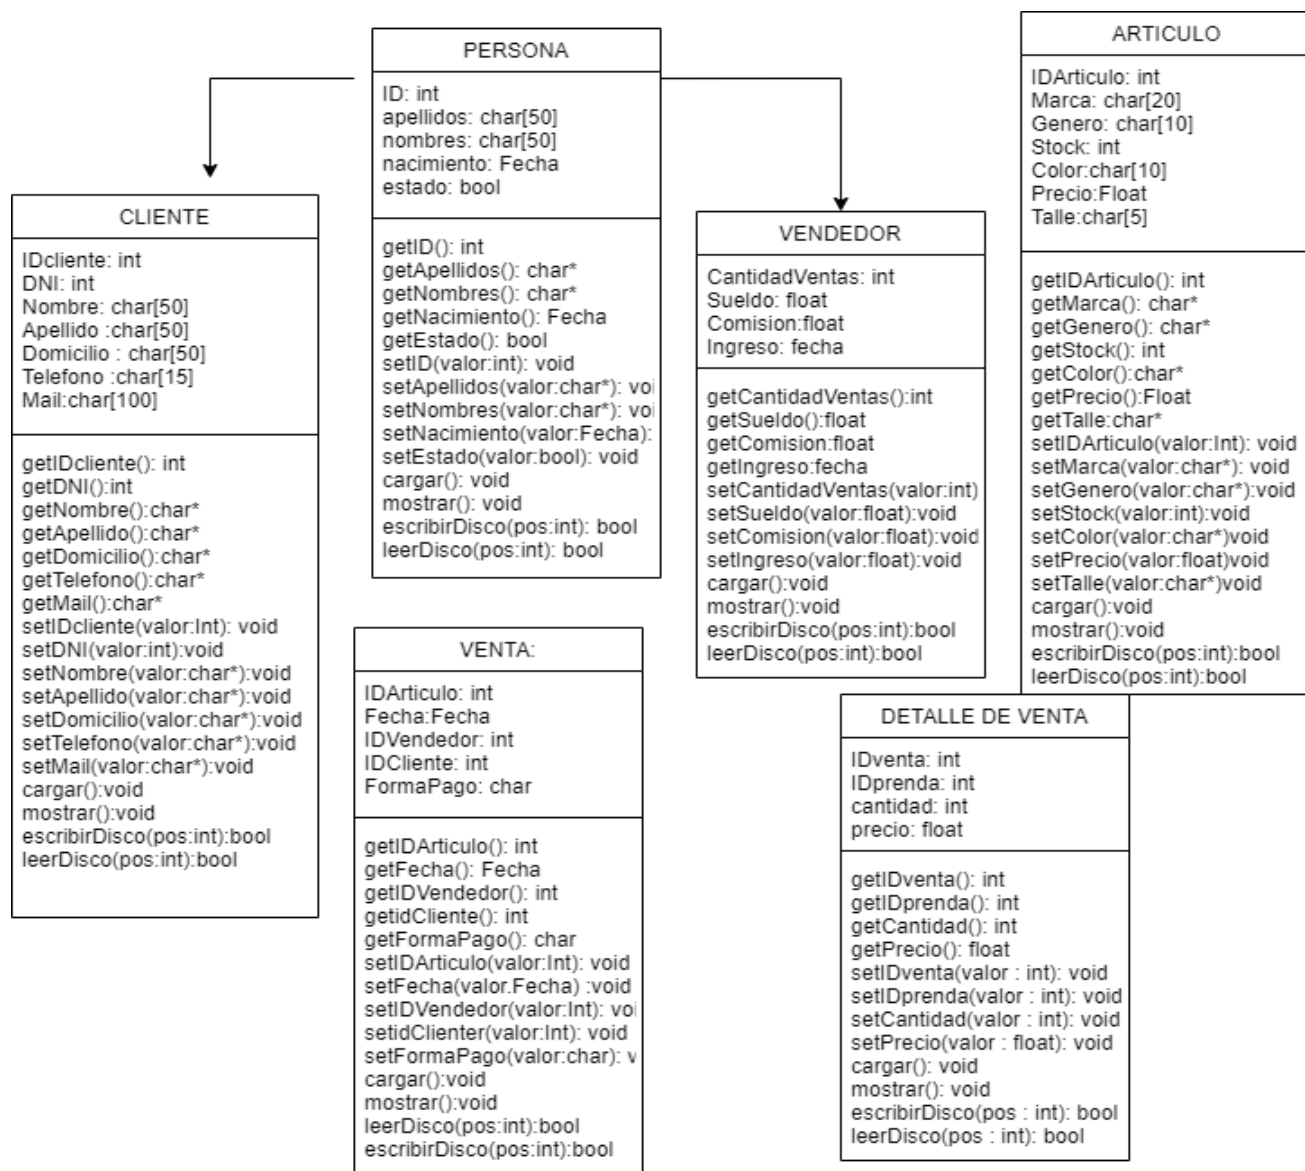 PERSONA
ID: int
apellidos: char[50]
nombres: char[50]
nacimiento: Fecha
estado: bool
getID(): int
getApellidos(): char*
getNombres(): char*
getNacimiento(): Fecha
getEstado(): bool
setID(valor:int): void
setApellidos(valor:char*): voi
setNombres(valor:char*): voi
setNacimiento(valor:Fecha):
setEstado(valor:bool): void
cargar(): void
mostrar(): void
escribirDisco(pos:int): bool
leerDisco(pos:int): bool
ARTICULO
IDArticulo: int
Marca: char[20]
Genero: char[10]
Stock: int
Color:char[10]
Precio:Float
Talle:char[5]
getIDArticulo(): int
getMarca(): char*
getGenero(): char*
getStock(): int
getColor():char*
getPrecio():Float
getTalle:char*
setIDArticulo(valor:Int): void
setMarca(valor:char*): void
setGenero(valor:char*):void
setStock(valor:int):void
setColor(valor:char*)void
setPrecio(valor:float)void
setTalle(valor:char*)void
cargar():void
mostrar():void
escribirDisco(pos:int):bool
leerDisco(pos:int):bool
CLIENTE
IDcliente: int
DNI: int
Nombre: char[50]
Apellido :char[50]
Domicilio : char[50]
Telefono :char[15]
Mail:char[100]
getIDcliente(): int
getDNI():int
getNombre():char*
getApellido():char*
getDomicilio():char*
getTelefono():char*
getMail():char*
setIDcliente(valor:Int): void
setDNI(valor:int):void
setNombre(valor:char*):void
setApellido(valor:char*):void
setDomicilio(valor:char*):void
setTelefono(valor:char*):void
setMail(valor:char*):void
cargar():void
mostrar():void
escribirDisco(pos:int):bool
leerDisco(pos:int):bool
VENDEDOR
CantidadVentas: int
Sueldo: float
Comision:float
Ingreso: fecha
getCantidadVentas():int
getSueldo():float
getComision:float
getIngreso:fecha
setCantidadVentas(valor:int)
setSueldo(valor:float):void
setComision(valor:float):void
setIngreso(valor:float):void
cargar():void
mostrar():void
escribirDisco(pos:int):bool
leerDisco(pos:int):bool
VENTA:
IDArticulo: int
Fecha:Fecha
IDVendedor: int
IDCliente: int
FormaPago: char
getIDArticulo(): int
getFecha(): Fecha
getIDVendedor(): int
getidCliente(): int
getFormaPago(): char
setIDArticulo(valor:Int): void
setFecha(valor.Fecha) :void
setIDVendedor(valor:Int): voi
setidClienter(valor:Int): void
setFormaPago(valor:char): v
cargar():void
mostrar():void
leerDisco(pos:int):bool
escribirDisco(pos:int):bool
DETALLE DE VENTA
IDventa: int
IDprenda: int
cantidad: int
precio: float
getIDventa(): int
getIDprenda(): int
getCantidad(): int
getPrecio(): float
setIDventa(valor : int): void
setIDprenda(valor : int): void
setCantidad(valor : int): void
setPrecio(valor : float): void
cargar(): void
mostrar(): void
escribirDisco(pos : int): bool
leerDisco(pos : int): bool